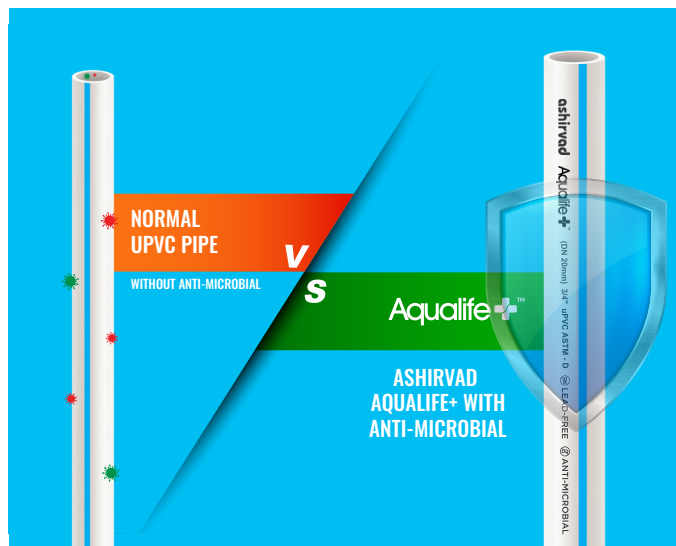 NORMAL
UPVC PIPE
WITHOUT ANTI-MICROBIAL
V
S
Aqualife+™
ASHIRVAD
AQUALIFE+ WITH
ANTI-MICROBIAL
ashirvad Aqualife+ (DN 20mm) 3/4" uPVC ASTM - D LEAD-FREE ANTI-MICROBIAL